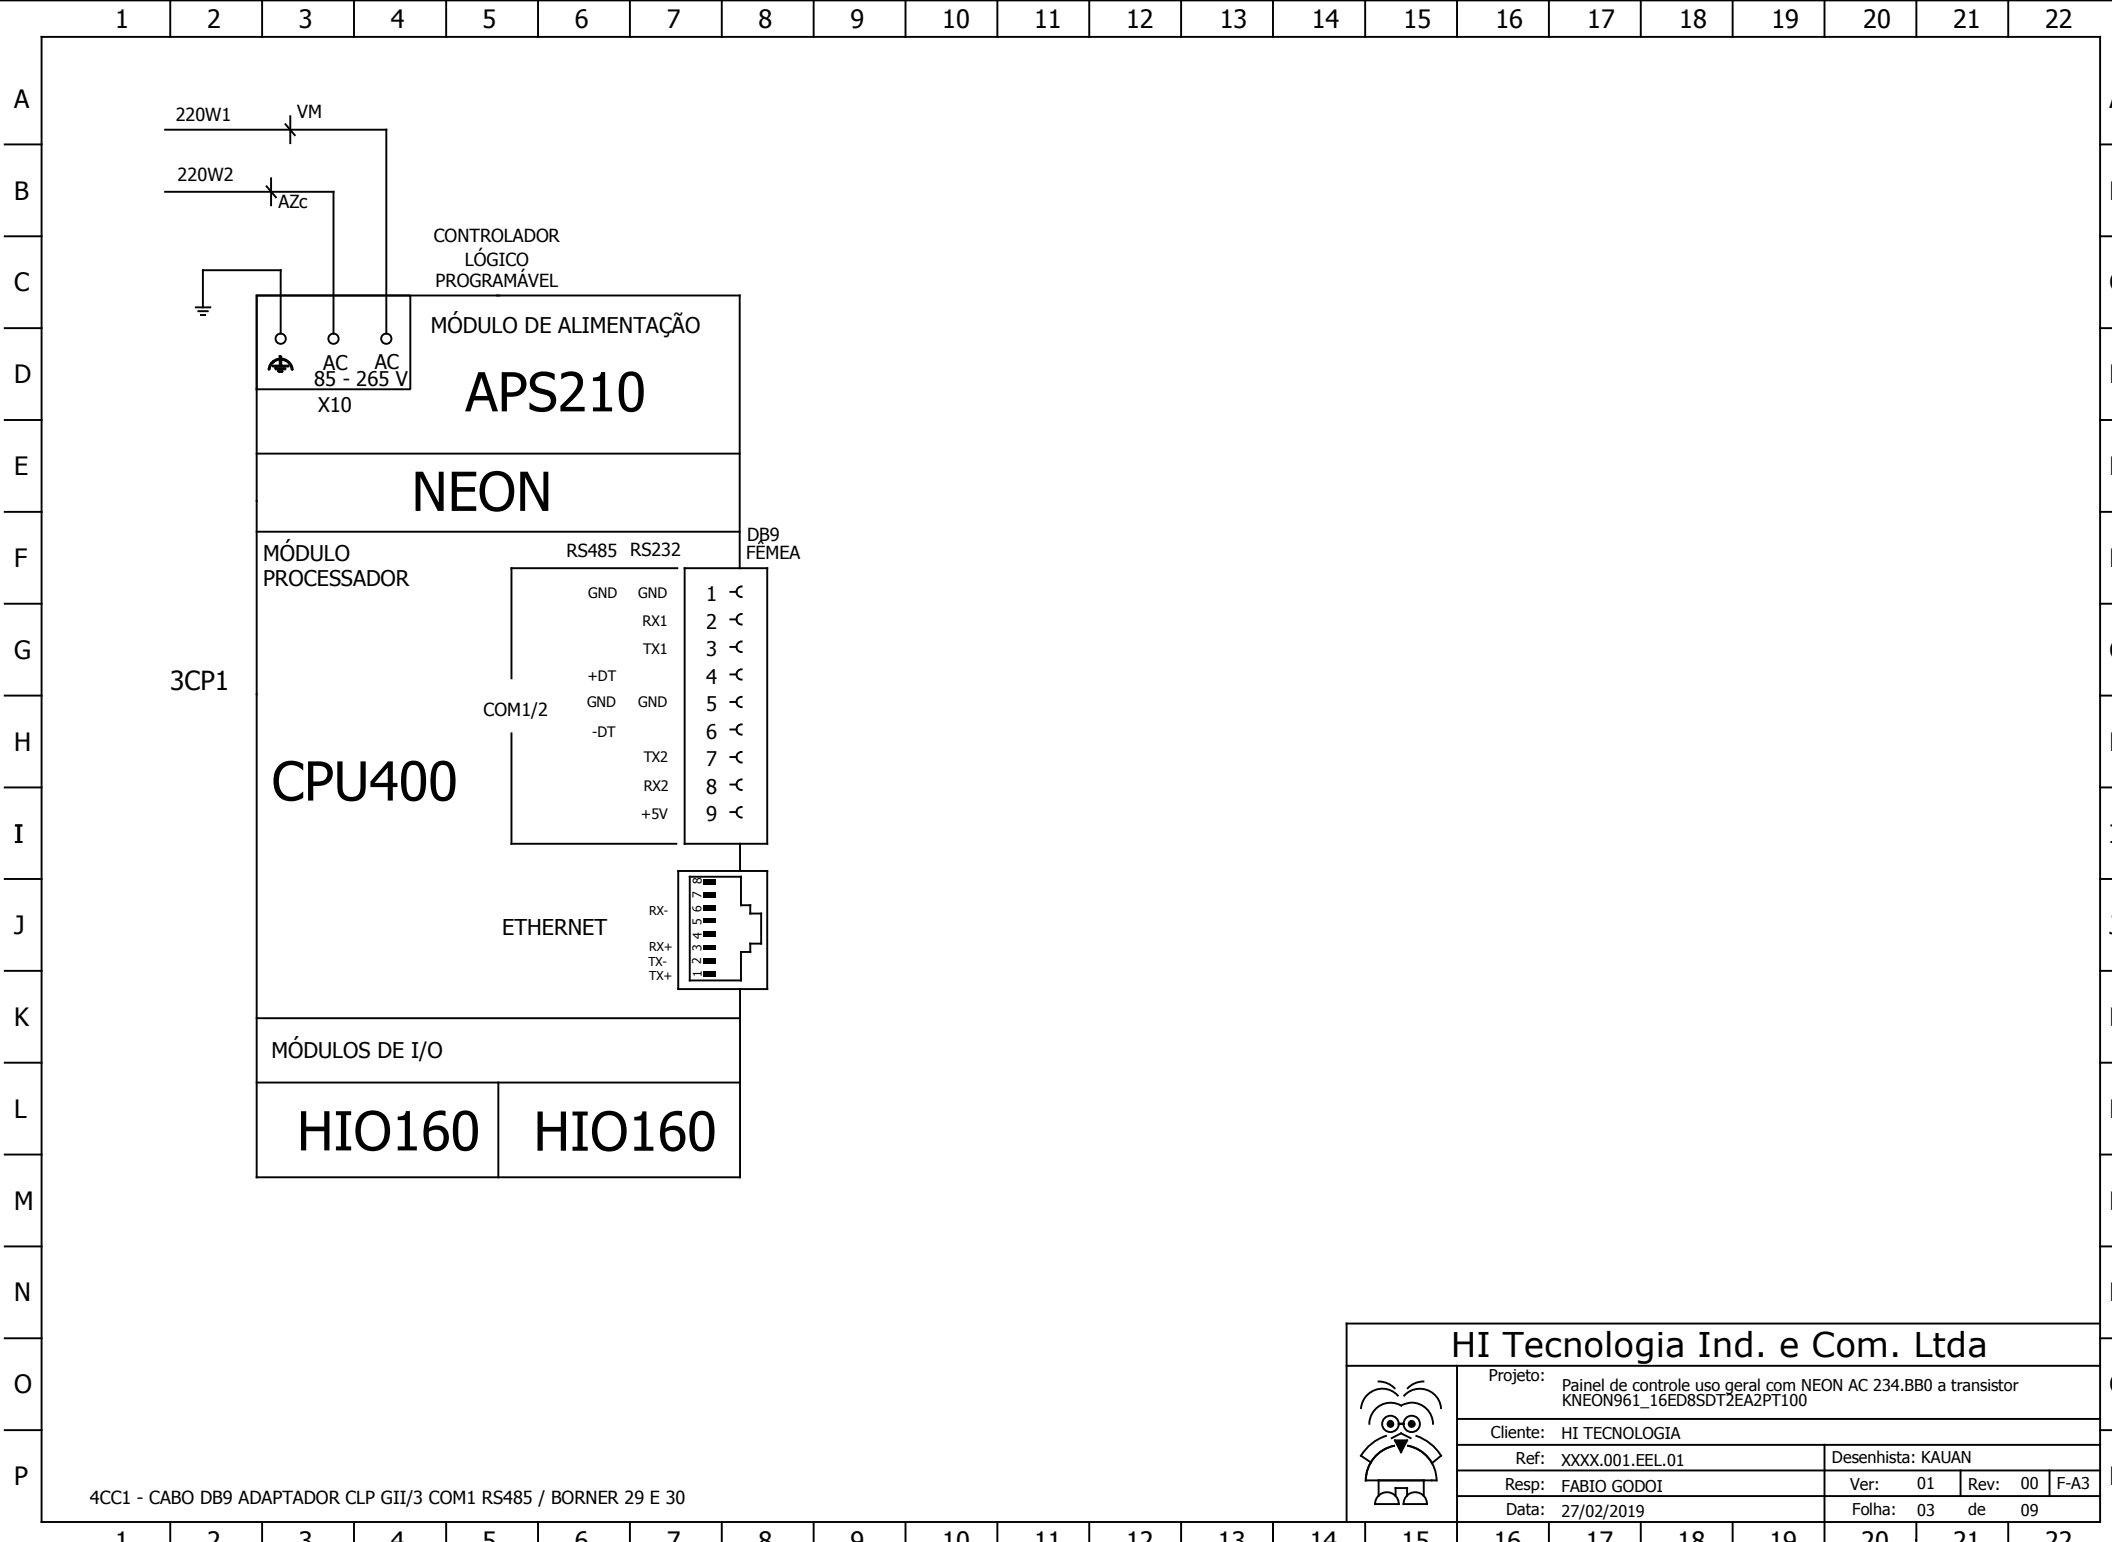 1 2 3 4 5 6 7 8 9 10 11 12 13 14 15 16 17 18 19 20 21 22
A
220W1
VM
B
220W2
AZc
CONTROLADOR
LÓGICO
PROGRAMÁVEL
C
MÓDULO DE ALIMENTAÇÃO
D
AC AC
85 - 265 V
X10
APS210
E
NEON
F
MÓDULO
PROCESSADOR
RS485 RS232
DB9
FÊMEA
GND GND 1
RX1 2
G
TX1 3
3CP1
+DT 4
COM1/2
GND GND 5
H
-DT 6
TX2 7
CPU400
RX2 8
+5V 9
I
J
ETHERNET
8
7
RX- 6
5
4
RX+ 3
TX- 2
TX+ 1
K
MÓDULOS DE I/O
L
HIO160 HIO160
M
N
O
P
HI Tecnologia Ind. e Com. Ltda
Projeto: Painel de controle uso geral com NEON AC 234.BB0 a transistor
KNEON961_16ED8SDT2EA2PT100
Cliente: HI TECNOLOGIA
Ref: XXXX.001.EEL.01 Desenhista: KAUAN
Resp: FABIO GODOI Ver: 01 Rev: 00 F-A3
Data: 27/02/2019 Folha: 03 de 09
4CC1 - CABO DB9 ADAPTADOR CLP GII/3 COM1 RS485 / BORNER 29 E 30
1 2 3 4 5 6 7 8 9 10 11 12 13 14 15 16 17 18 19 20 21 22